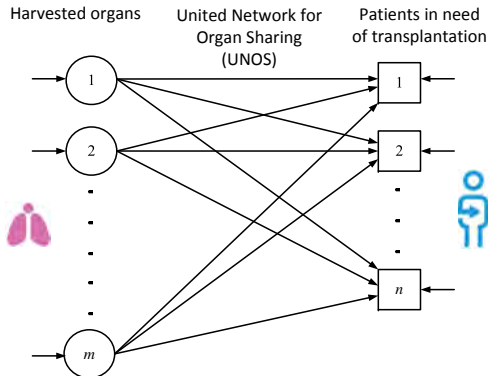 Harvested organs
United Network for
Organ Sharing
(UNOS)
Patients in need
of transplantation
1
1
2
2
n
m